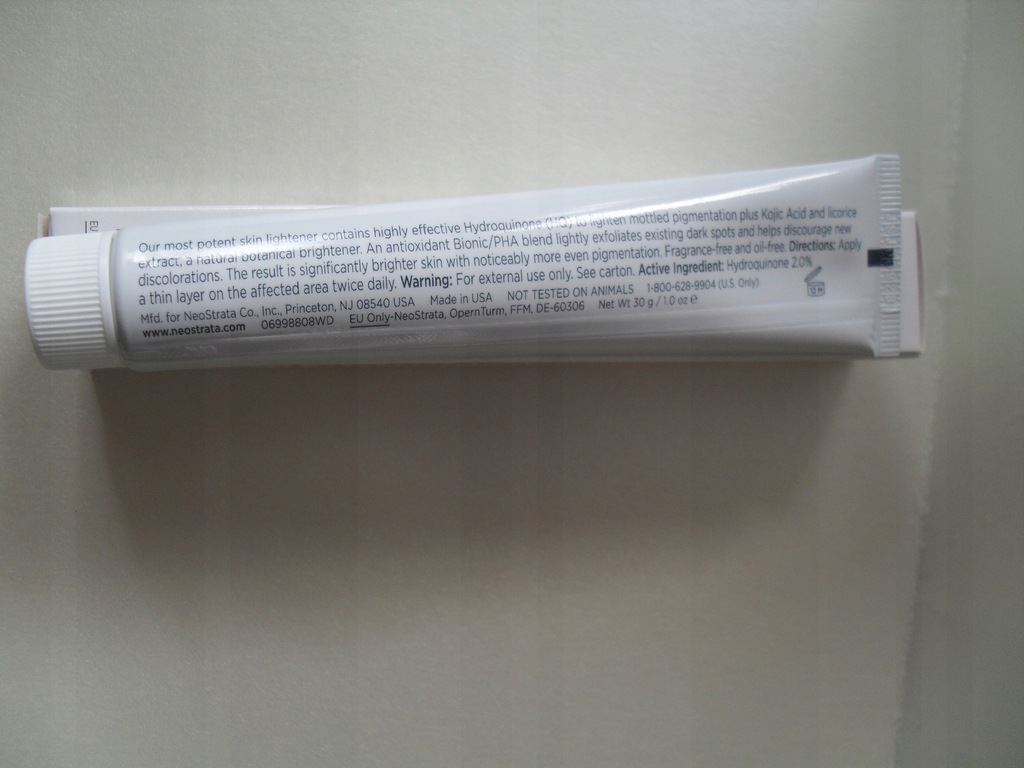 Our most potent skin lightener contains highly effective Hydroquinone (HQ) to lighten mottled pigmentation plus Kojic Acid and licorice
extract, a natural botanical brightener. An antioxidant Bionic/PHA blend lightly exfoliates existing dark spots and helps discourage new
discolorations. The result is significantly brighter skin with noticeably more even pigmentation. Fragrance-free and oil-free. Directions: Apply
a thin layer on the affected area twice daily. Warning: For external use only. See carton. Active Ingredient: Hydroquinone 2.0%
Mfd. for NeoStrata Co., Inc., Princeton, NJ 08540 USA Made in USA NOT TESTED ON ANIMALS 1-800-628-9904 (U.S. Only)
www.neostrata.com 06998808WD EU Only-NeoStrata, OpernTurm, FFM, DE-60306 Net Wt 30 g / 1.0 oz e